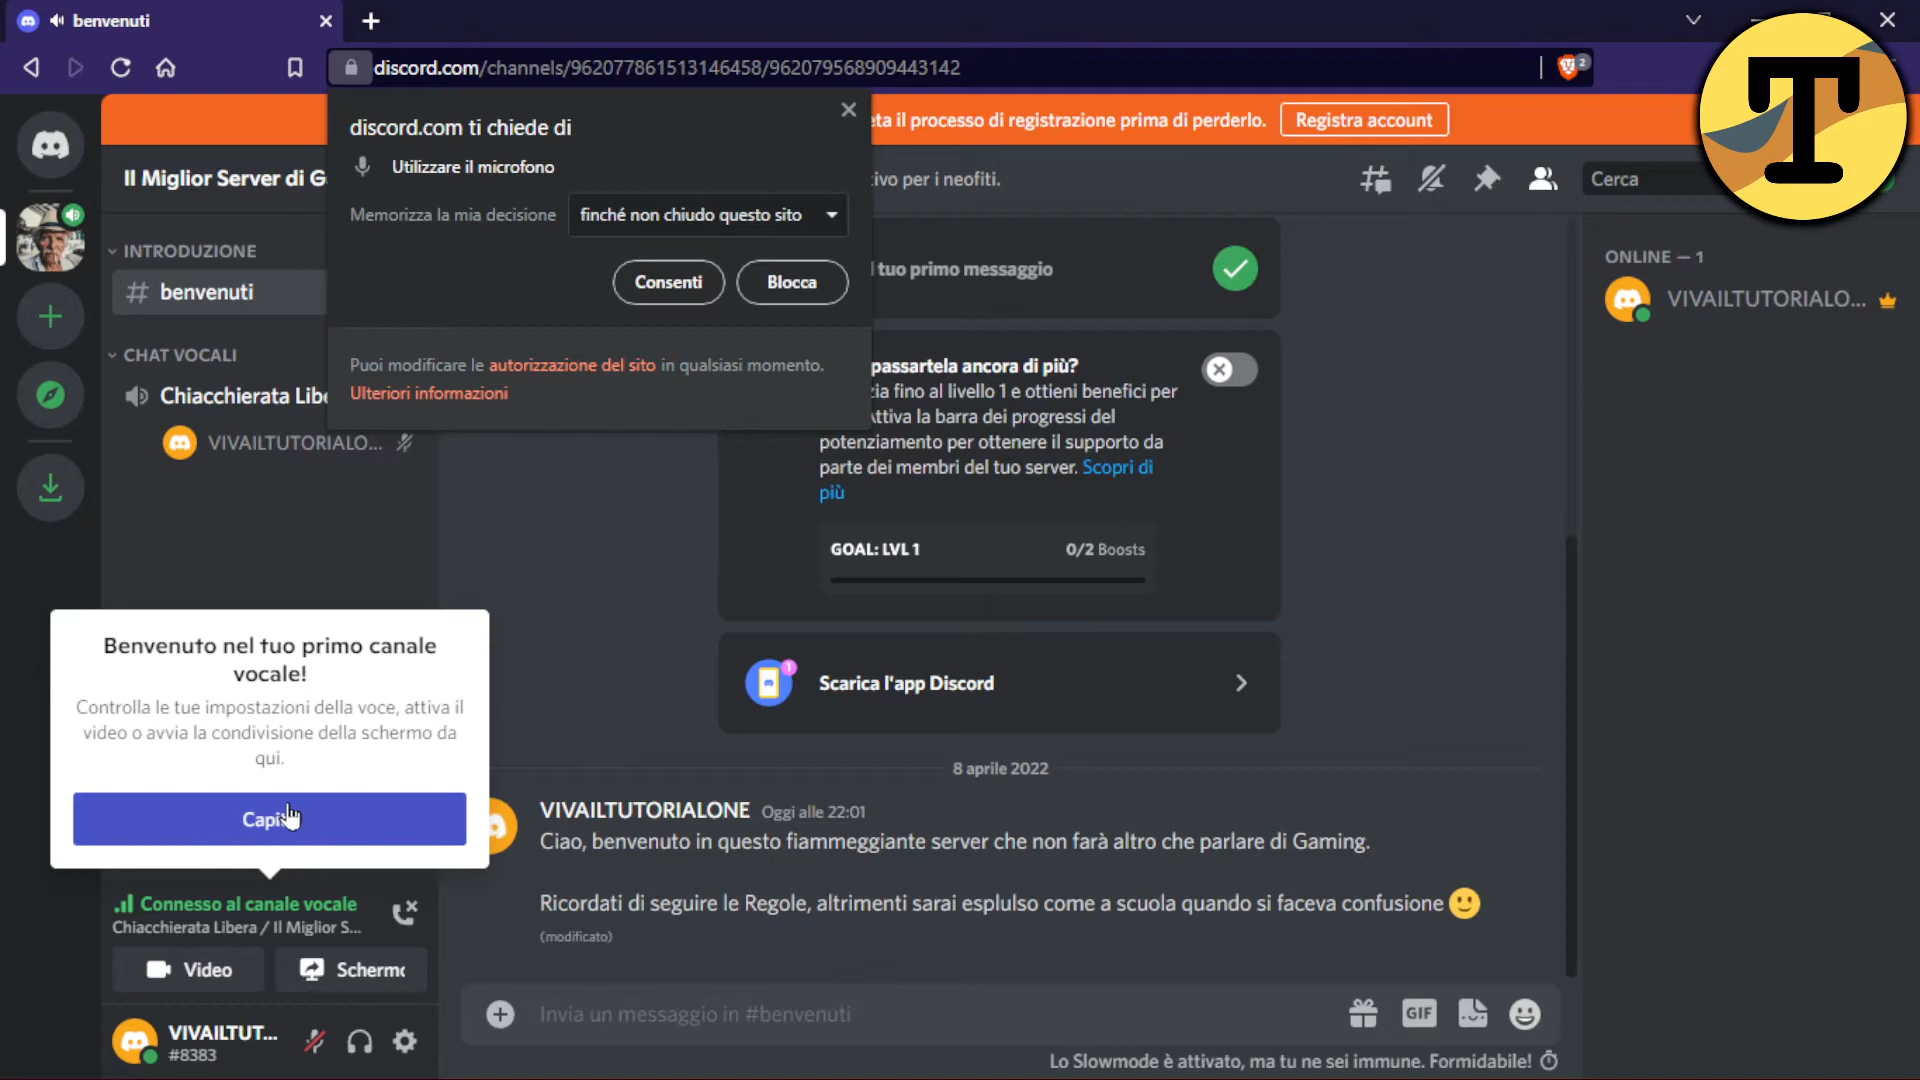 benvenuti
discord.com/channels/962077861513146458/962079568909443142
2
T
eta il processo di registrazione prima di perderlo.
Registra account
discord.com ti chiede di
Utilizzare il microfono
Memorizza la mia decisione
finché non chiudo questo sito
Consenti
Blocca
Puoi modificare le autorizzazione del sito in qualsiasi momento.
Ulteriori informazioni
Il Miglior Server di G
ivo per i neofiti.
Cerca
INTRODUZIONE
# benvenuti
CHAT VOCALI
Chiacchierata Libe
VIVAILTUTORIALO...
tuo primo messaggio
passartela ancora di più?
zia fino al livello 1 e ottieni benefici per
Attiva la barra dei progressi del
potenziamento per ottenere il supporto da
parte dei membri del tuo server. Scopri di
più
GOAL: LVL 1
0/2 Boosts
1
Scarica l'app Discord
ONLINE — 1
VIVAILTUTORIALO...
Benvenuto nel tuo primo canale
vocale!
Controlla le tue impostazioni della voce, attiva il
video o avvia la condivisione della schermo da
qui.
Capi
8 aprile 2022
VIVAILTUTORIALONE Oggi alle 22:01
Ciao, benvenuto in questo fiammeggiante server che non farà altro che parlare di Gaming.
Ricordati di seguire le Regole, altrimenti sarai esplulso come a scuola quando si faceva confusione 🙂
(modificato)
Connesso al canale vocale
Chiacchierata Libera / Il Miglior S...
Video
Schermo
VIVAILTUT...
#8383
Invia un messaggio in #benvenuti
GIF
Lo Slowmode è attivato, ma tu ne sei immune. Formidabile!